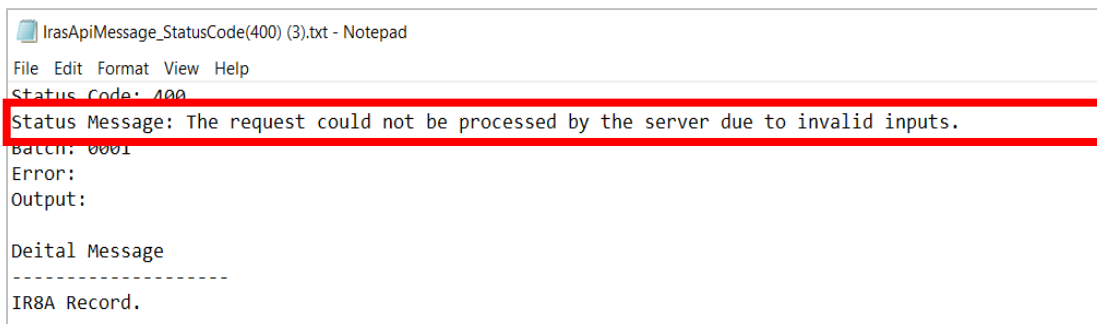 IrasApiMessage_StatusCode(400) (3).txt - Notepad
File Edit Format View Help
Status Code: 400
Status Message: The request could not be processed by the server due to invalid inputs.
Batch: 0001
Error:
Output:
Deital Message
--------------------
IR8A Record.